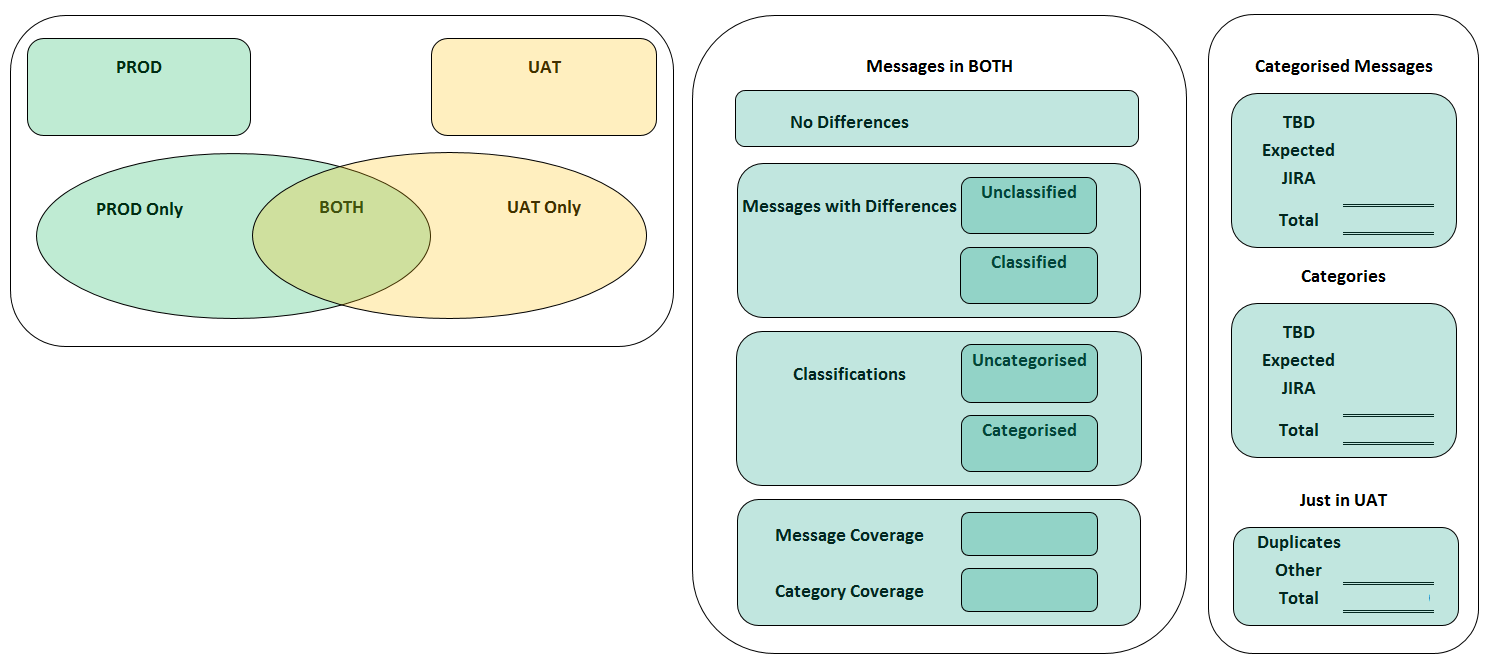 PROD
UAT
PROD Only
BOTH
UAT Only
Messages in BOTH
No Differences
Messages with Differences
Unclassified
Classified
Classifications
Uncategorised
Categorised
Message Coverage
Category Coverage
Categorised Messages
TBD
Expected
JIRA
Total
Categories
TBD
Expected
JIRA
Total
Just in UAT
Duplicates
Other
Total